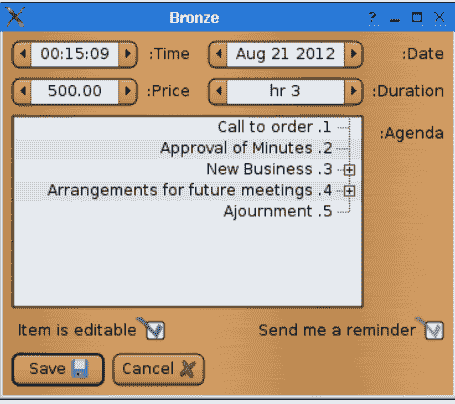 Bronze
00:15:09 :Time Aug 21 2012 :Date
500.00 :Price hr 3 :Duration
:Agenda
Call to order .1
Approval of Minutes .2
New Business .3
Arrangements for future meetings .4
Ajournment .5
Item is editable Send me a reminder
Save Cancel